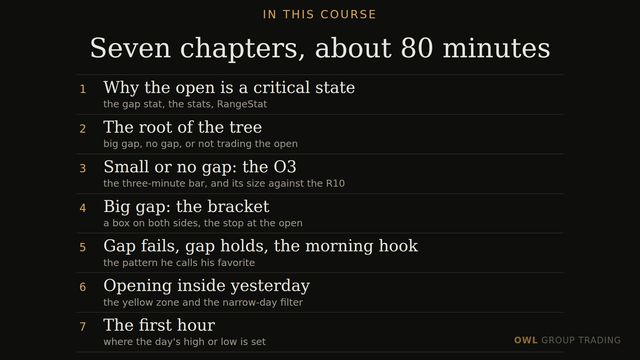 IN THIS COURSE
Seven chapters, about 80 minutes
1 Why the open is a critical state
the gap stat, the stats, RangeStat
2 The root of the tree
big gap, no gap, or not trading the open
3 Small or no gap: the O3
the three-minute bar, and its size against the R10
4 Big gap: the bracket
a box on both sides, the stop at the open
5 Gap fails, gap holds, the morning hook
the pattern he calls his favorite
6 Opening inside yesterday
the yellow zone and the narrow-day filter
7 The first hour
where the day's high or low is set
OWL GROUP TRADING